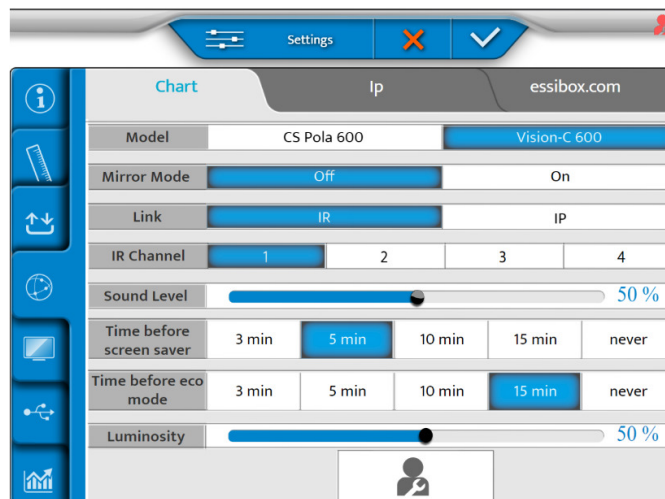 Settings
Chart Ip essibox.com
Model CS Pola 600 Vision-C 600
Mirror Mode Off On
Link IR IP
IR Channel 1 2 3 4
Sound Level 50 %
Time before
screen saver 3 min 5 min 10 min 15 min never
Time before eco
mode 3 min 5 min 10 min 15 min never
Luminosity 50 %